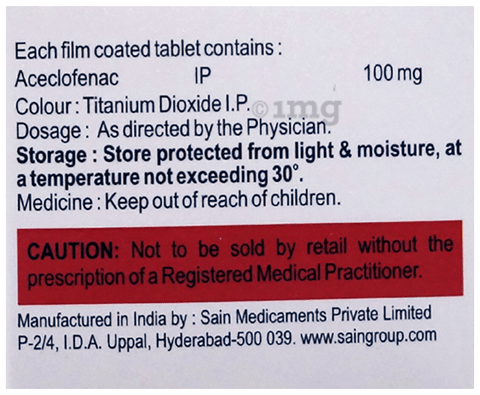 Each film coated tablet contains :
Aceclofenac IP 100 mg
Colour : Titanium Dioxide I.P. ©1mg
Dosage : As directed by the Physician.
Storage : Store protected from light & moisture, at
a temperature not exceeding 30°.
Medicine : Keep out of reach of children.
CAUTION: Not to be sold by retail without the
prescription of a Registered Medical Practitioner.
Manufactured in India by : Sain Medicaments Private Limited
P-2/4, I.D.A. Uppal, Hyderabad-500 039. www.saingroup.com